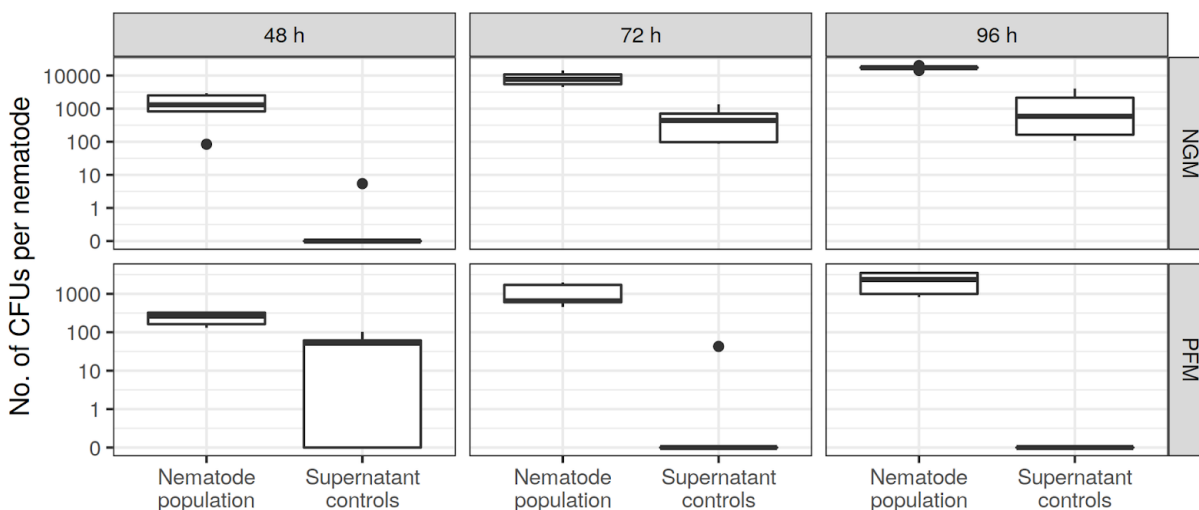 48 h
72 h
96 h
No. of CFUs per nematode
10000
1000
100
10
1
0
NGM
1000
100
10
1
0
PFM
Nematode
population
Supernatant
controls
Nematode
population
Supernatant
controls
Nematode
population
Supernatant
controls